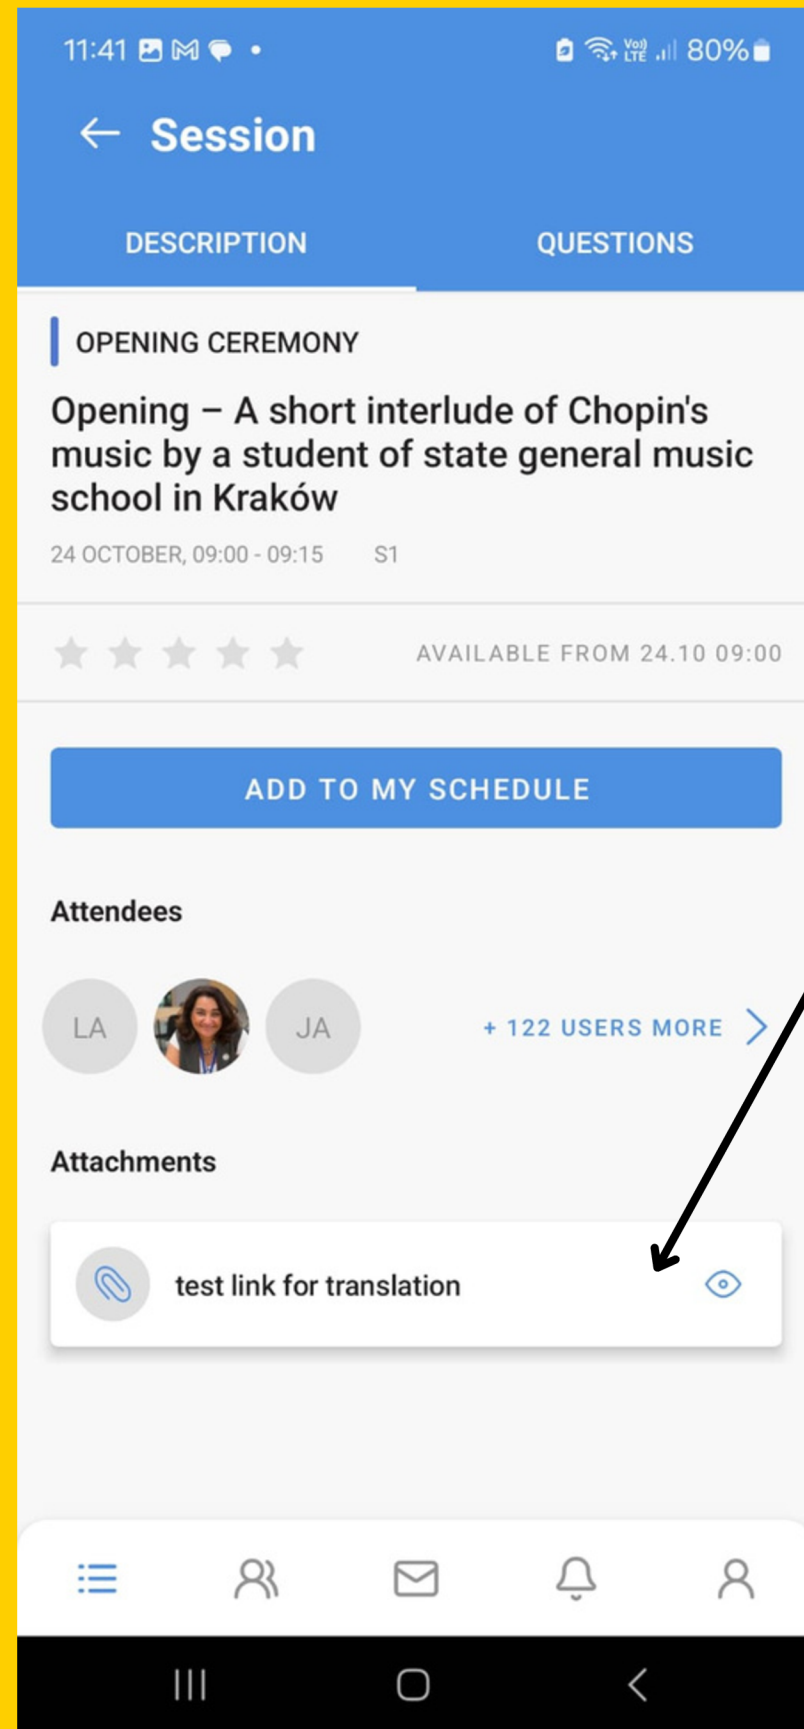 11:41
Vo))
LTE
80%
Session
DESCRIPTION
QUESTIONS
OPENING CEREMONY
Opening – A short interlude of Chopin's
music by a student of state general music
school in Kraków
24 OCTOBER, 09:00 - 09:15
S1
AVAILABLE FROM 24.10 09:00
ADD TO MY SCHEDULE
Attendees
LA
JA
+ 122 USERS MORE
Attachments
test link for translation